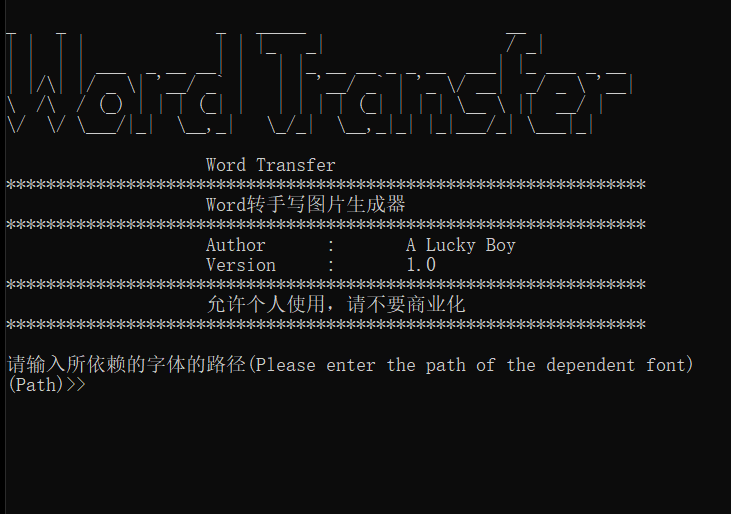 Word Transfer
Word Transfer
****************************************************************
Word转手写图片生成器
****************************************************************
Author : A Lucky Boy
Version : 1.0
****************************************************************
允许个人使用，请不要商业化
****************************************************************
请输入所依赖的字体的路径(Please enter the path of the dependent font)
(Path)>>